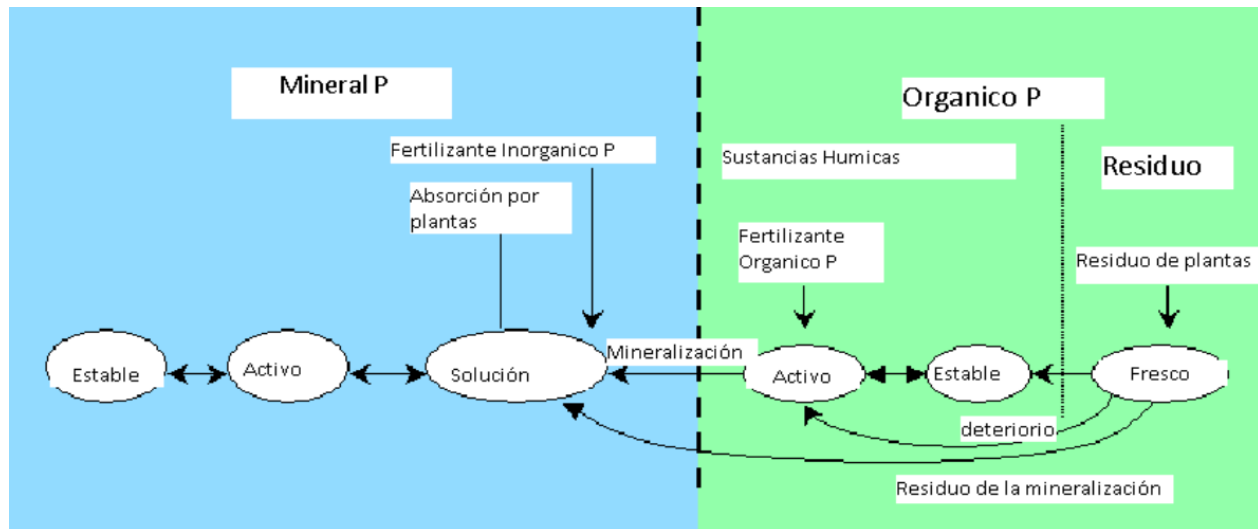 Mineral P
Organico P
Fertilizante Inorganico P
Sustancias Humicas
Residuo
Absorción por
plantas
Fertilizante
Organico P
Residuo de plantas
Estable
Activo
Solución
Mineralización
Activo
Estable
Fresco
deteriorio
Residuo de la mineralización